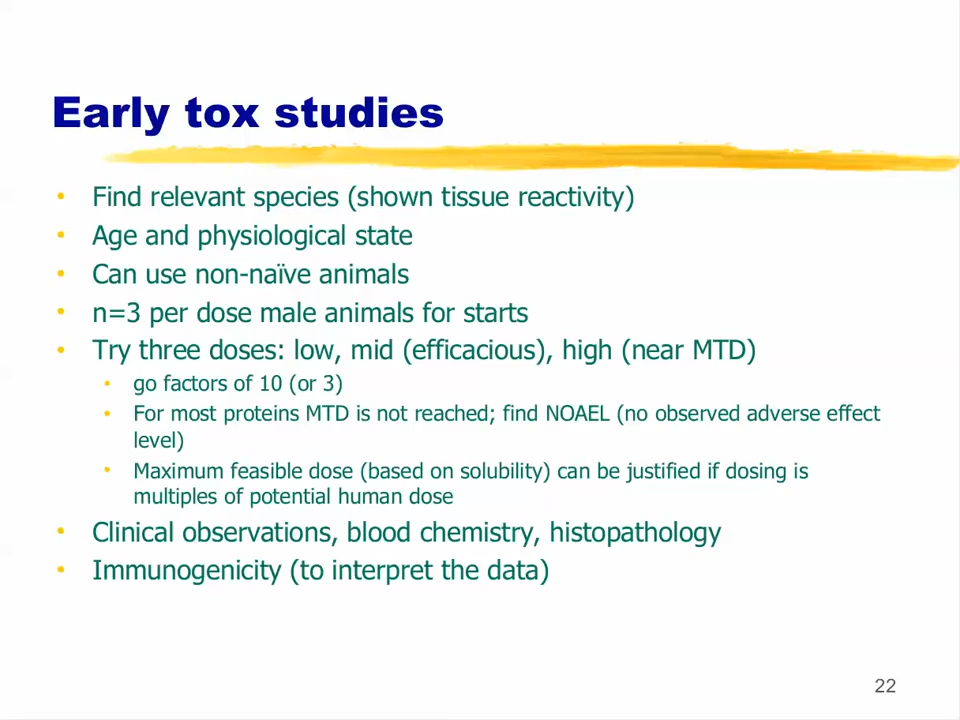 Early tox studies
• Find relevant species (shown tissue reactivity)
• Age and physiological state
• Can use non-naïve animals
• n=3 per dose male animals for starts
• Try three doses: low, mid (efficacious), high (near MTD)
• go factors of 10 (or 3)
• For most proteins MTD is not reached; find NOAEL (no observed adverse effect
level)
• Maximum feasible dose (based on solubility) can be justified if dosing is
multiples of potential human dose
• Clinical observations, blood chemistry, histopathology
• Immunogenicity (to interpret the data)
22